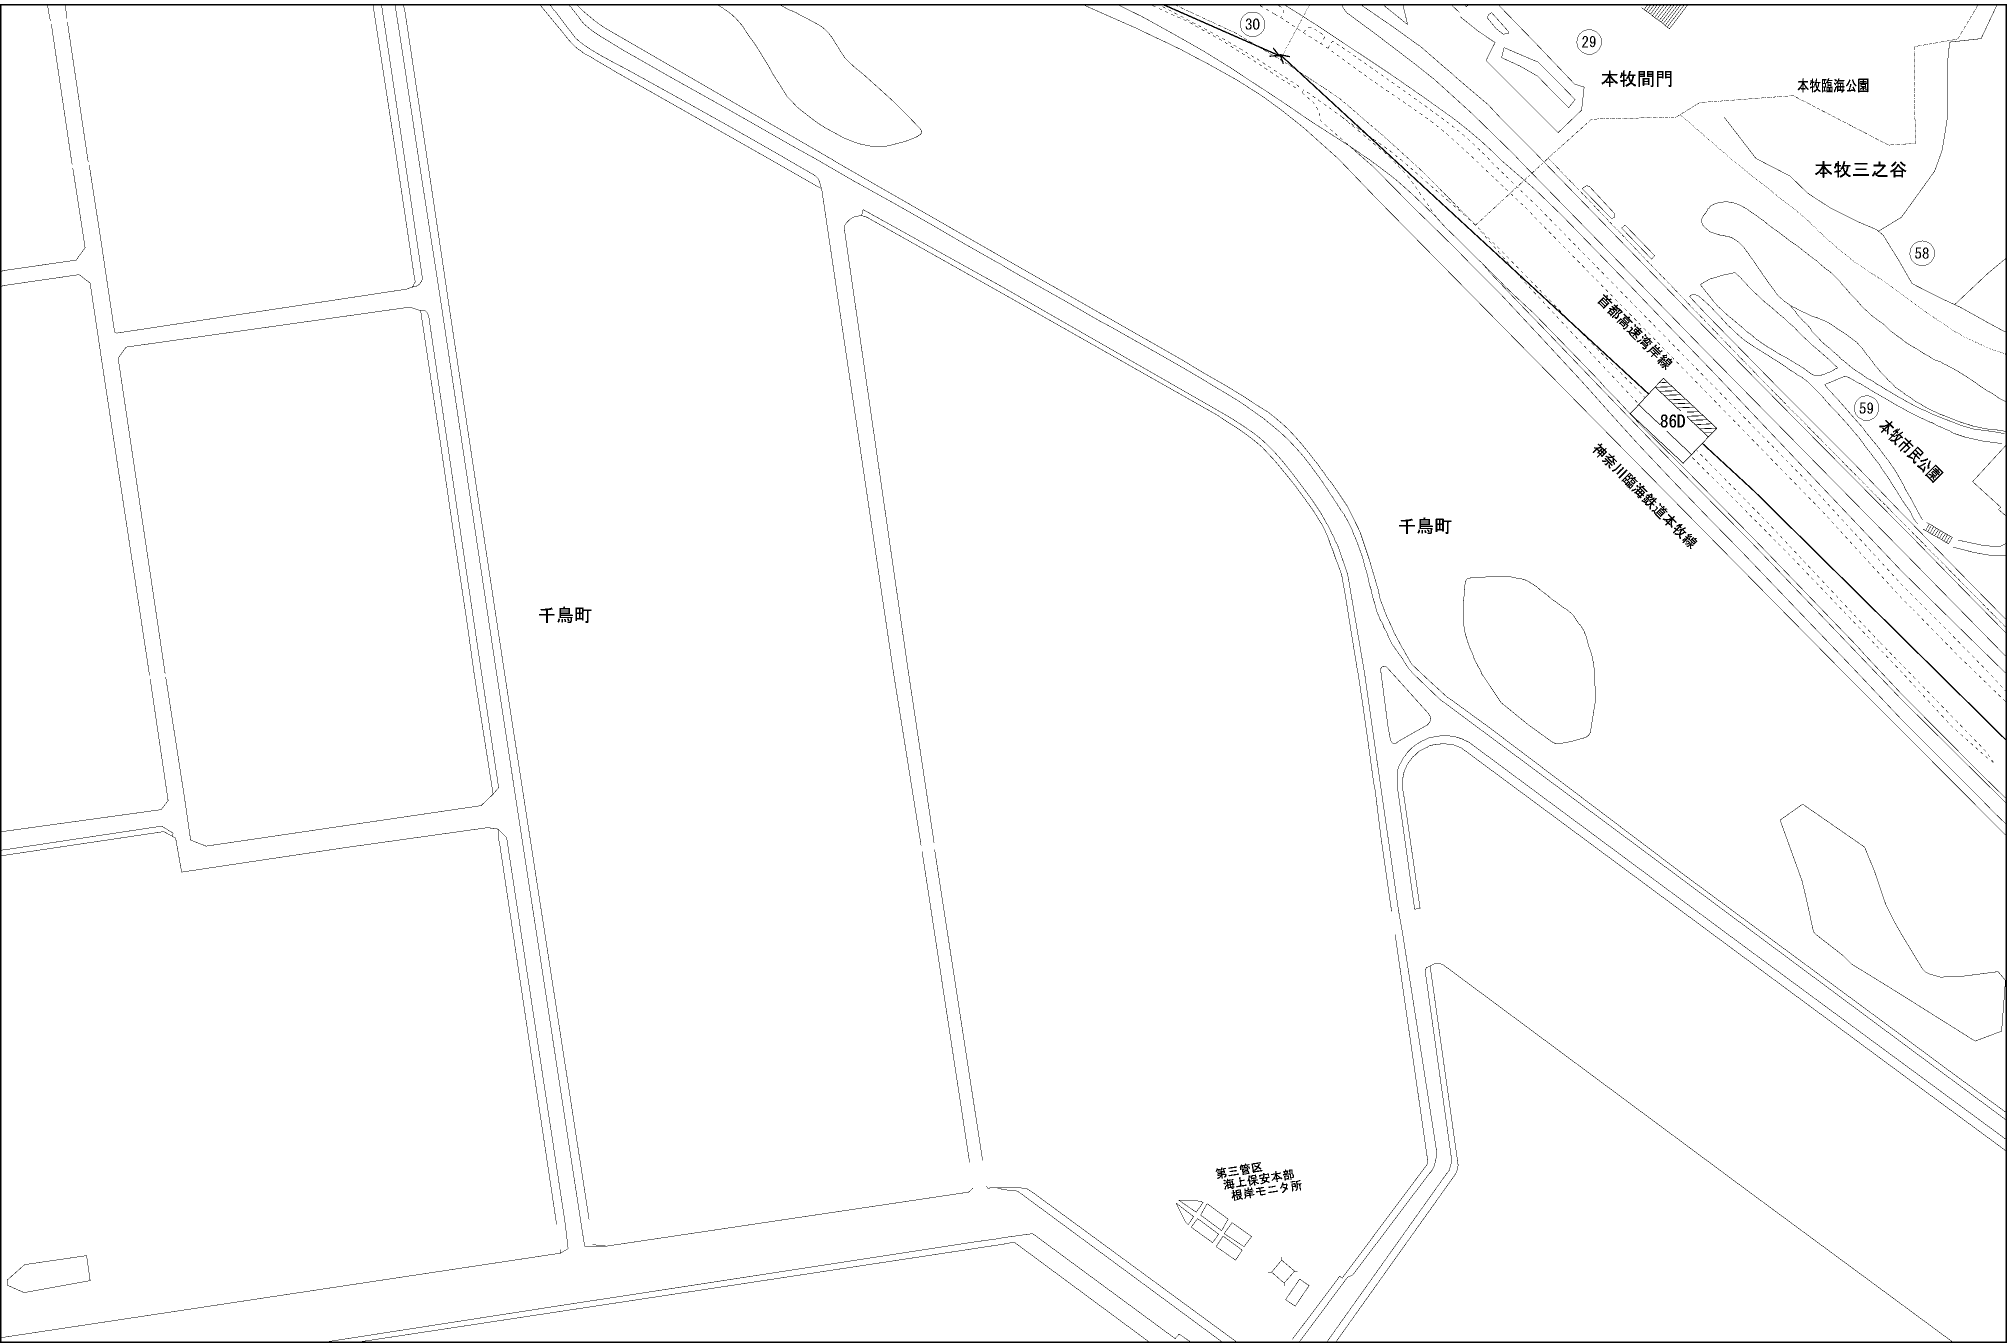 30
29
本牧間門
本牧臨海公園
本牧三之谷
58
首都高速湾岸線
86D
59
本牧市民公園
神奈川臨海鉄道本牧線
千鳥町
千鳥町
第三管区
海上保安本部
根岸モニタ所